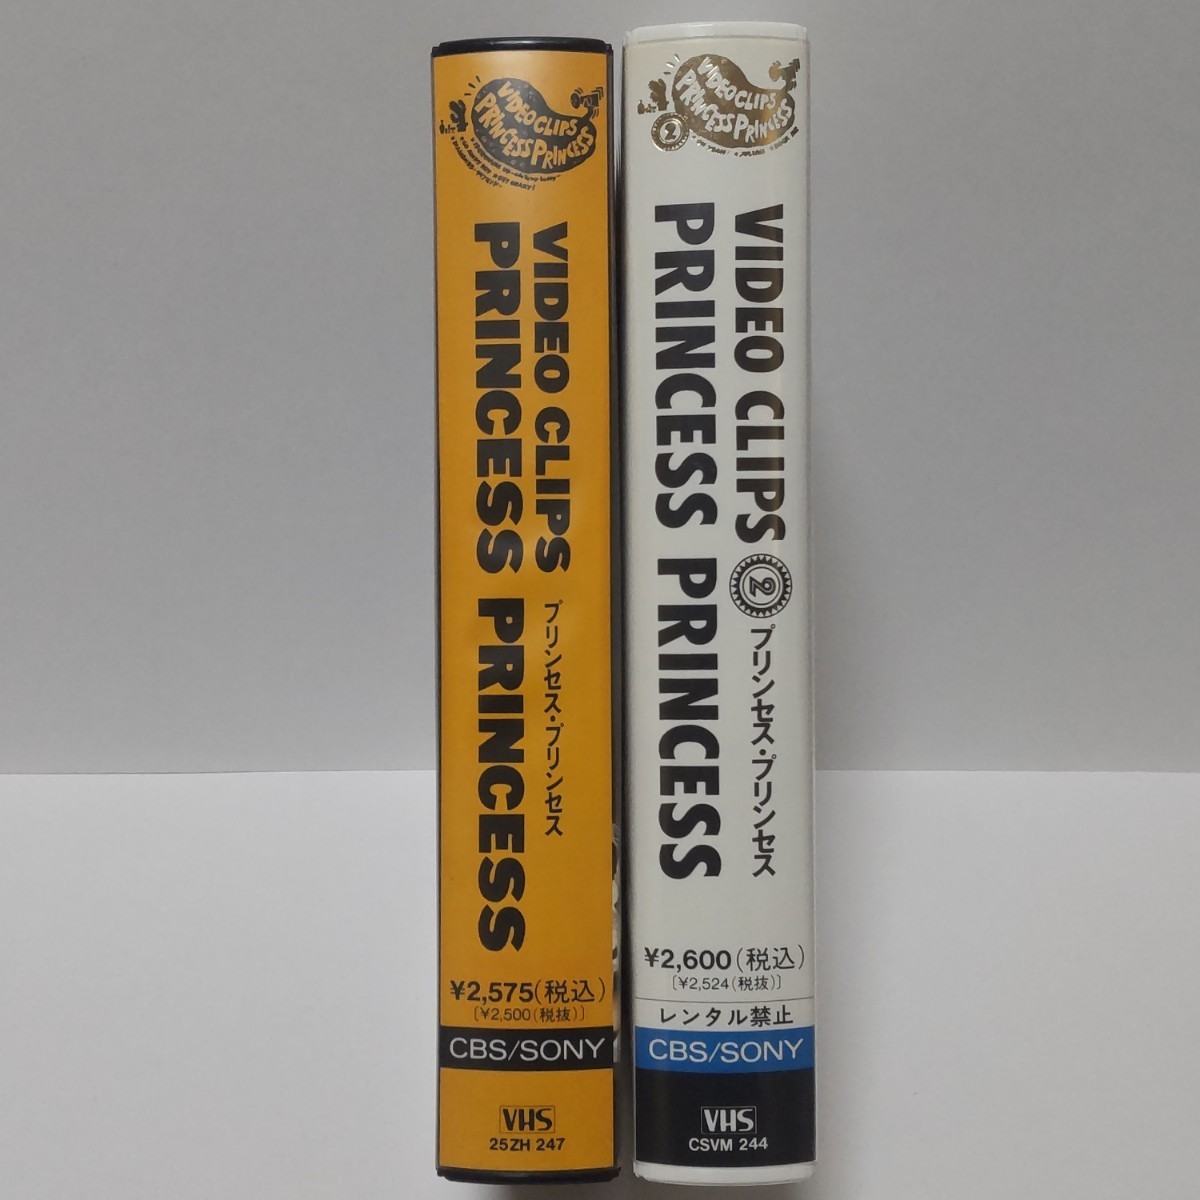 VIDEO CLIPS
PRINCESS PRINCESS
VIDEO CLIPS
プリンセス・プリンセス
PRINCESS PRINCESS
¥2,575(税込)
[¥2,500(税抜)]
CBS/SONY
VHS
25ZH 247
VIDEO CLIPS
PRINCESS PRINCESS
2
VIDEO CLIPS 2
プリンセス・プリンセス
PRINCESS PRINCESS
¥2,600(税込)
[¥2,524(税抜)]
レンタル禁止
CBS/SONY
VHS
CSVM 244